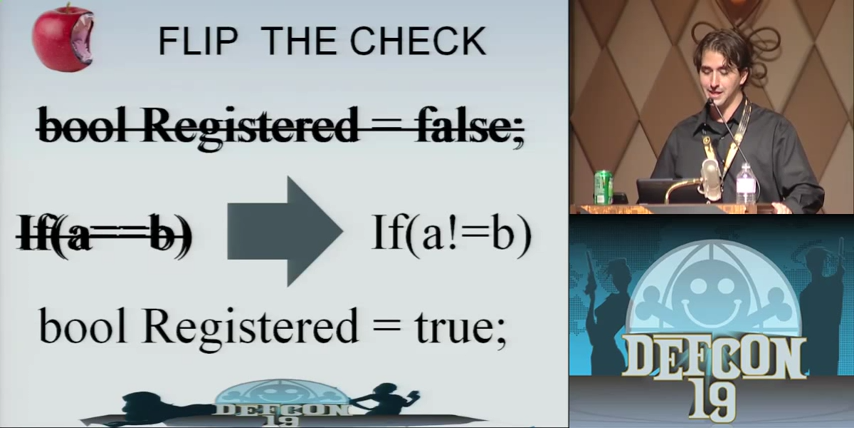 FLIP THE CHECK
bool Registered = false;
If(a==b)
If(a!=b)
bool Registered = true;
DEFCON
19
DEFCON
19